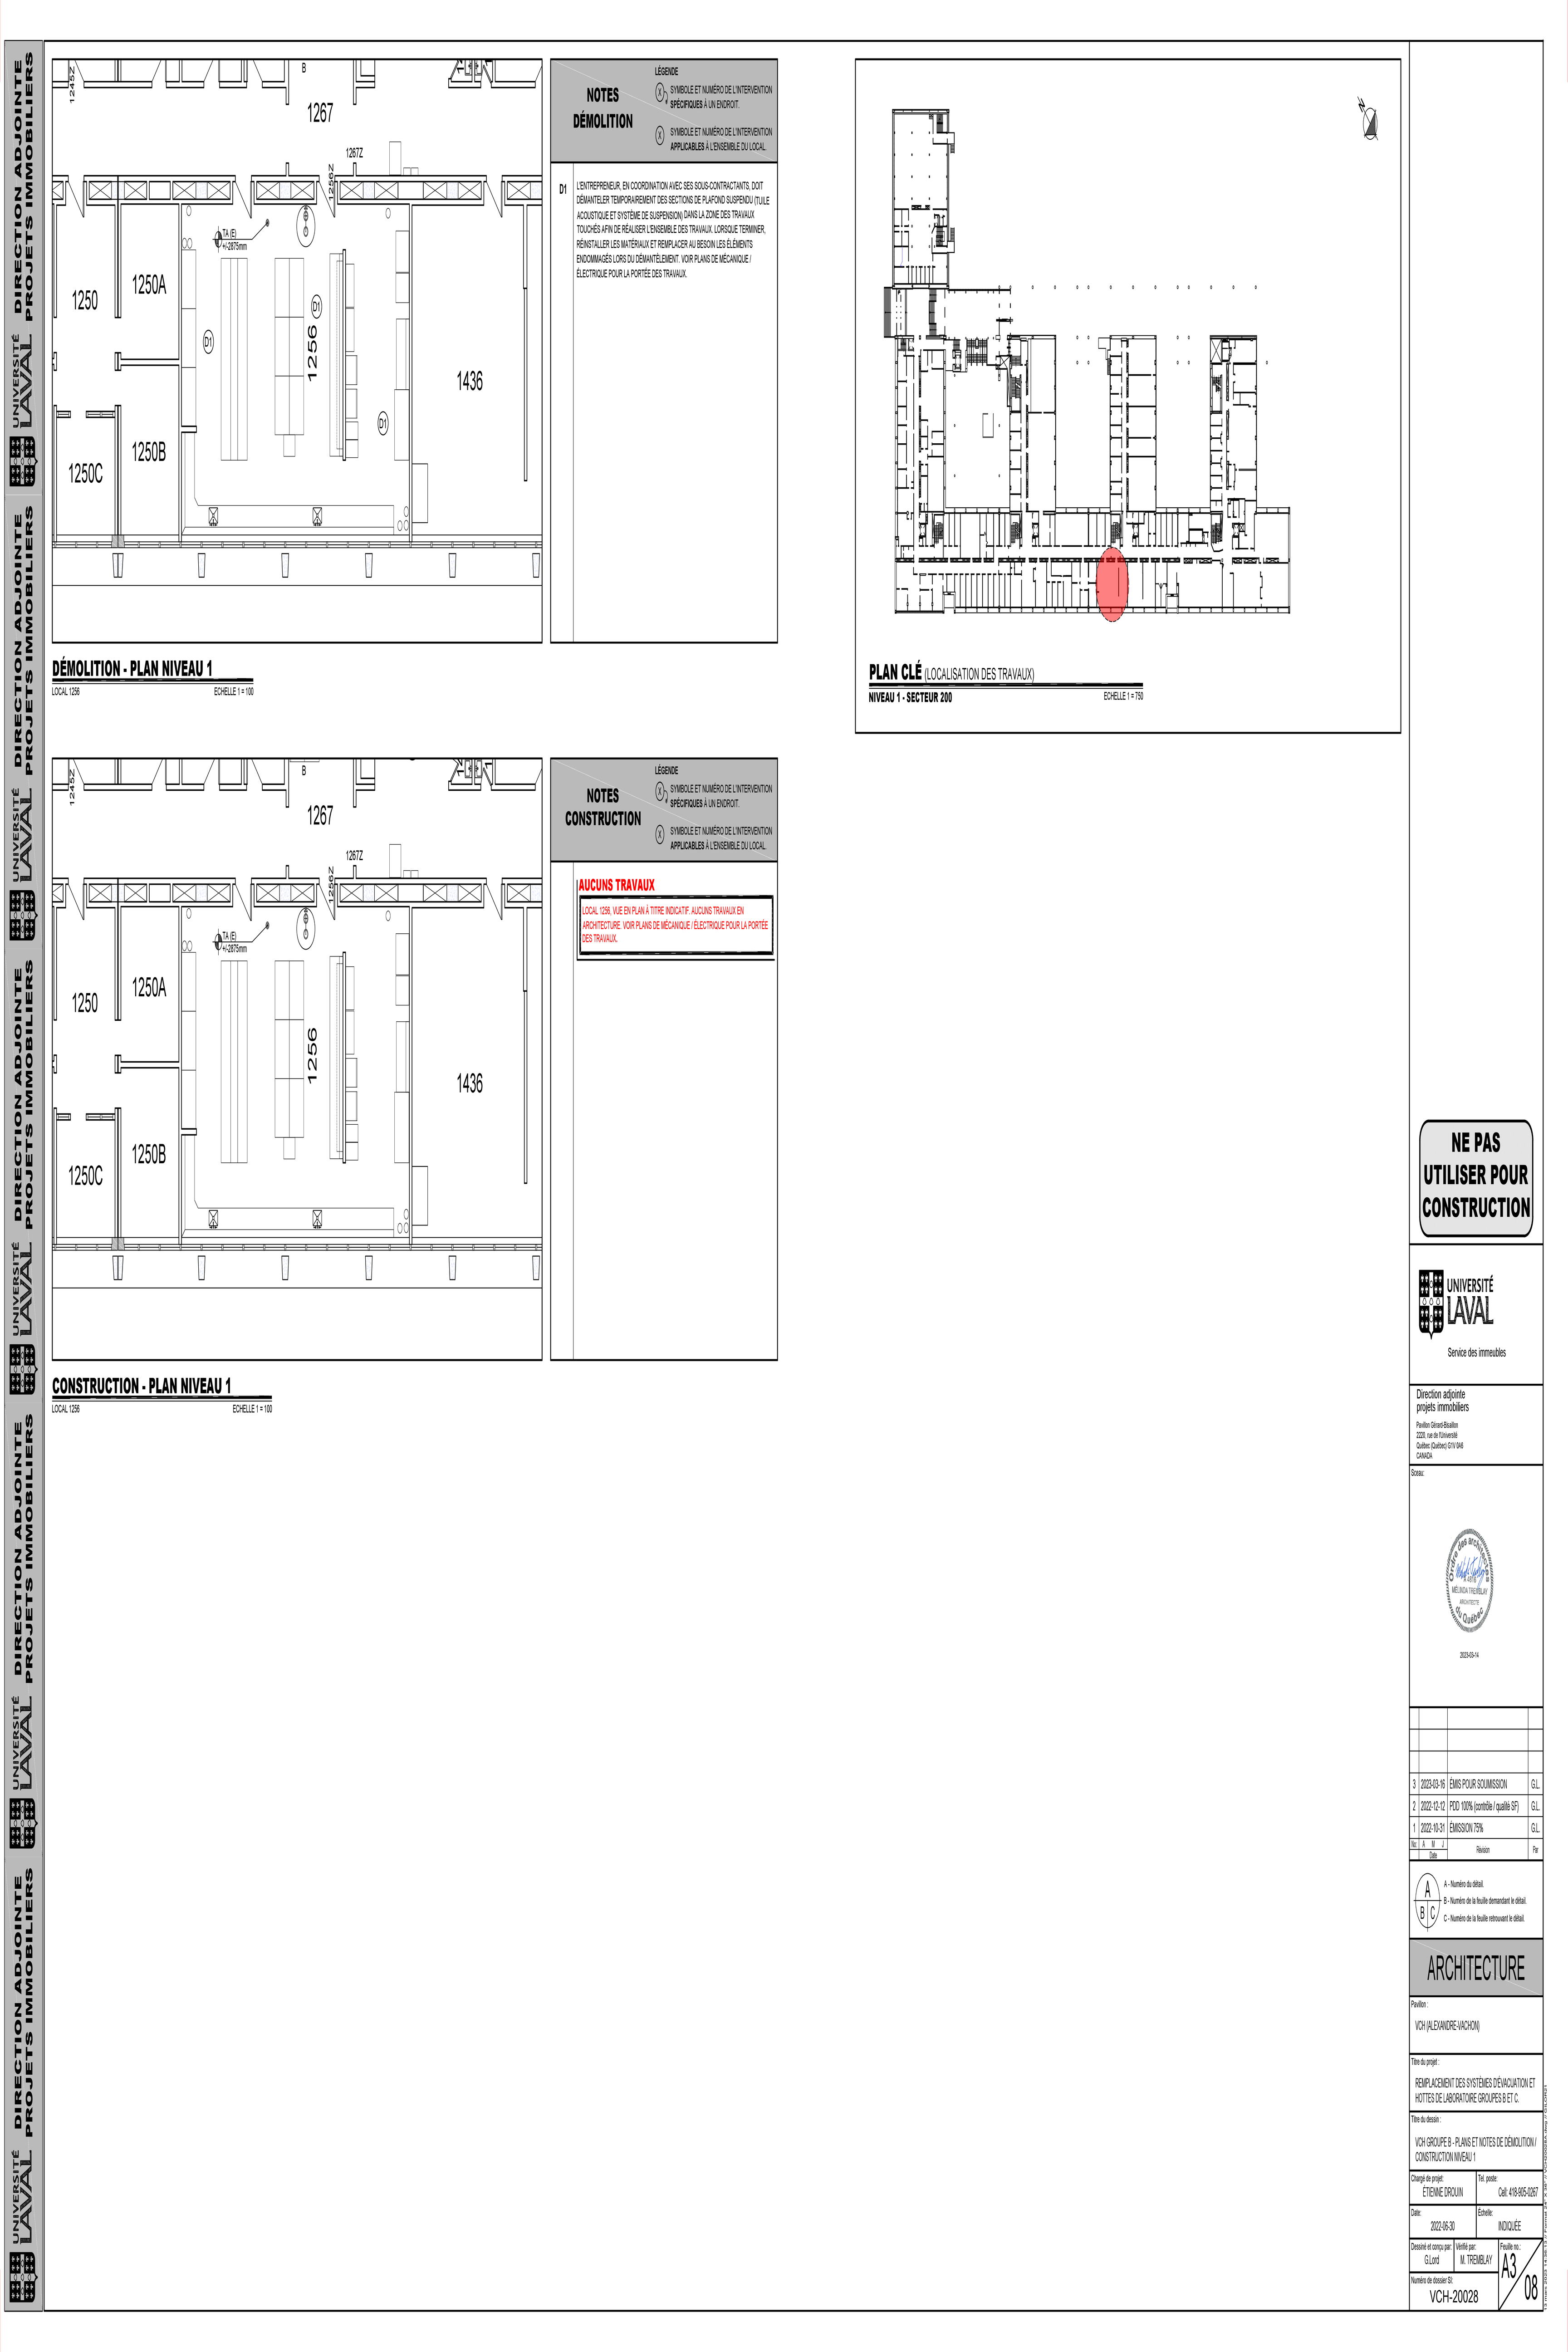 DIRECTION ADJOINTE
PROJETS IMMOBILIERS
UNIVERSITÉ
LAVAL
DIRECTION ADJOINTE
PROJETS IMMOBILIERS
UNIVERSITÉ
LAVAL
DIRECTION ADJOINTE
PROJETS IMMOBILIERS
UNIVERSITÉ
LAVAL
DIRECTION ADJOINTE
PROJETS IMMOBILIERS
UNIVERSITÉ
LAVAL
DIRECTION ADJOINTE
PROJETS IMMOBILIERS
UNIVERSITÉ
LAVAL
1245Z
B
1267
1267Z
1256Z
TA (E)
+/-2875mm
1250
1250A
D1
D1
1256
1436
D1
1250B
1250C
DÉMOLITION - PLAN NIVEAU 1
LOCAL 1256
ECHELLE 1 = 100
NOTES
DÉMOLITION
LÉGENDE
X
SYMBOLE ET NUMÉRO DE L'INTERVENTION
SPÉCIFIQUES À UN ENDROIT.
X
SYMBOLE ET NUMÉRO DE L'INTERVENTION
APPLICABLES À L'ENSEMBLE DU LOCAL.
D1
L'ENTREPRENEUR, EN COORDINATION AVEC SES SOUS-CONTRACTANTS, DOIT
DÉMANTELER TEMPORAIREMENT DES SECTIONS DE PLAFOND SUSPENDU (TUILE
ACOUSTIQUE ET SYSTÈME DE SUSPENSION) DANS LA ZONE DES TRAVAUX
TOUCHÉS AFIN DE RÉALISER L'ENSEMBLE DES TRAVAUX. LORSQUE TERMINER,
RÉINSTALLER LES MATÉRIAUX ET REMPLACER AU BESOIN LES ÉLÉMENTS
ENDOMMAGÉS LORS DU DÉMANTÈLEMENT. VOIR PLANS DE MÉCANIQUE /
ÉLECTRIQUE POUR LA PORTÉE DES TRAVAUX.
N
PLAN CLÉ (LOCALISATION DES TRAVAUX)
NIVEAU 1 - SECTEUR 200
ECHELLE 1 = 750
1245Z
B
1267
1267Z
1256Z
TA (E)
+/-2875mm
1250
1250A
1256
1436
1250B
1250C
CONSTRUCTION - PLAN NIVEAU 1
LOCAL 1256
ECHELLE 1 = 100
NOTES
CONSTRUCTION
LÉGENDE
X
SYMBOLE ET NUMÉRO DE L'INTERVENTION
SPÉCIFIQUES À UN ENDROIT.
X
SYMBOLE ET NUMÉRO DE L'INTERVENTION
APPLICABLES À L'ENSEMBLE DU LOCAL.
AUCUNS TRAVAUX
LOCAL 1256, VUE EN PLAN À TITRE INDICATIF. AUCUNS TRAVAUX EN
ARCHITECTURE. VOIR PLANS DE MÉCANIQUE / ÉLECTRIQUE POUR LA PORTÉE
DES TRAVAUX.
NE PAS
UTILISER POUR
CONSTRUCTION
UNIVERSITÉ
LAVAL
Service des immeubles
Direction adjointe
projets immobiliers
Pavillon Gérard-Bisaillon
2220, rue de l'Université
Québec (Québec) G1V 0A6
CANADA
Sceau:
Ordre des architectes
MÉLINDA TREMBLAY
ARCHITECTE
du Québec
2023-03-14
3 2023-03-16 ÉMIS POUR SOUMISSION G.L.
2 2022-12-12 PDD 100% (contrôle / qualité SF) G.L.
1 2022-10-31 ÉMISSION 75% G.L.
No: A M J Révision Par
Date
A
B C
A - Numéro du détail.
B - Numéro de la feuille demandant le détail.
C - Numéro de la feuille retrouvant le détail.
ARCHITECTURE
Pavillon :
VCH (ALEXANDRE-VACHON)
Titre du projet :
REMPLACEMENT DES SYSTÈMES D'ÉVACUATION ET
HOTTES DE LABORATOIRE GROUPES B ET C.
Titre du dessin :
VCH GROUPE B - PLANS ET NOTES DE DÉMOLITION /
CONSTRUCTION NIVEAU 1
Chargé de projet:
ÉTIENNE DROUIN
Tel. poste:
Cell: 418-905-0267
Date:
2022-06-30
Échelle:
INDIQUÉE
Dessiné et conçu par:
G.Lord
Vérifié par:
M. TREMBLAY
Feuille no.:
A3
08
Numéro de dossier SI:
VCH-20028